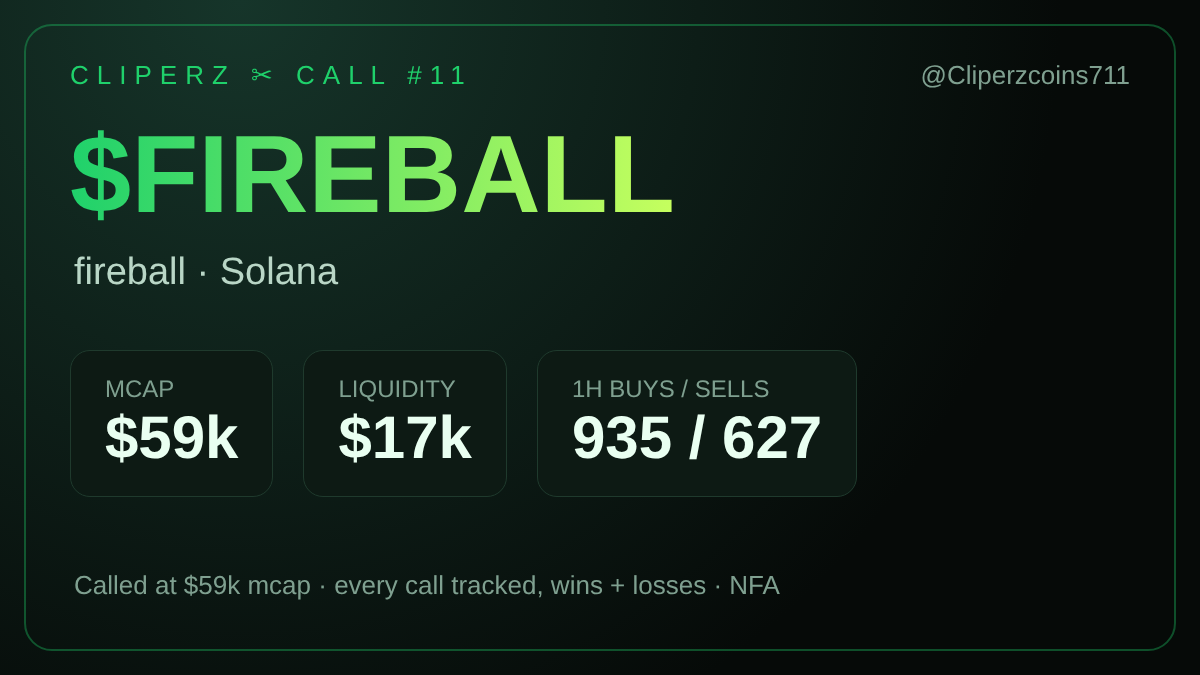 CLIPERZ ✂ CALL #11
@Cliperzcoins711
$FIREBALL
fireball · Solana
MCAP
$59k
LIQUIDITY
$17k
1H BUYS / SELLS
935 / 627
Called at $59k mcap · every call tracked, wins + losses · NFA